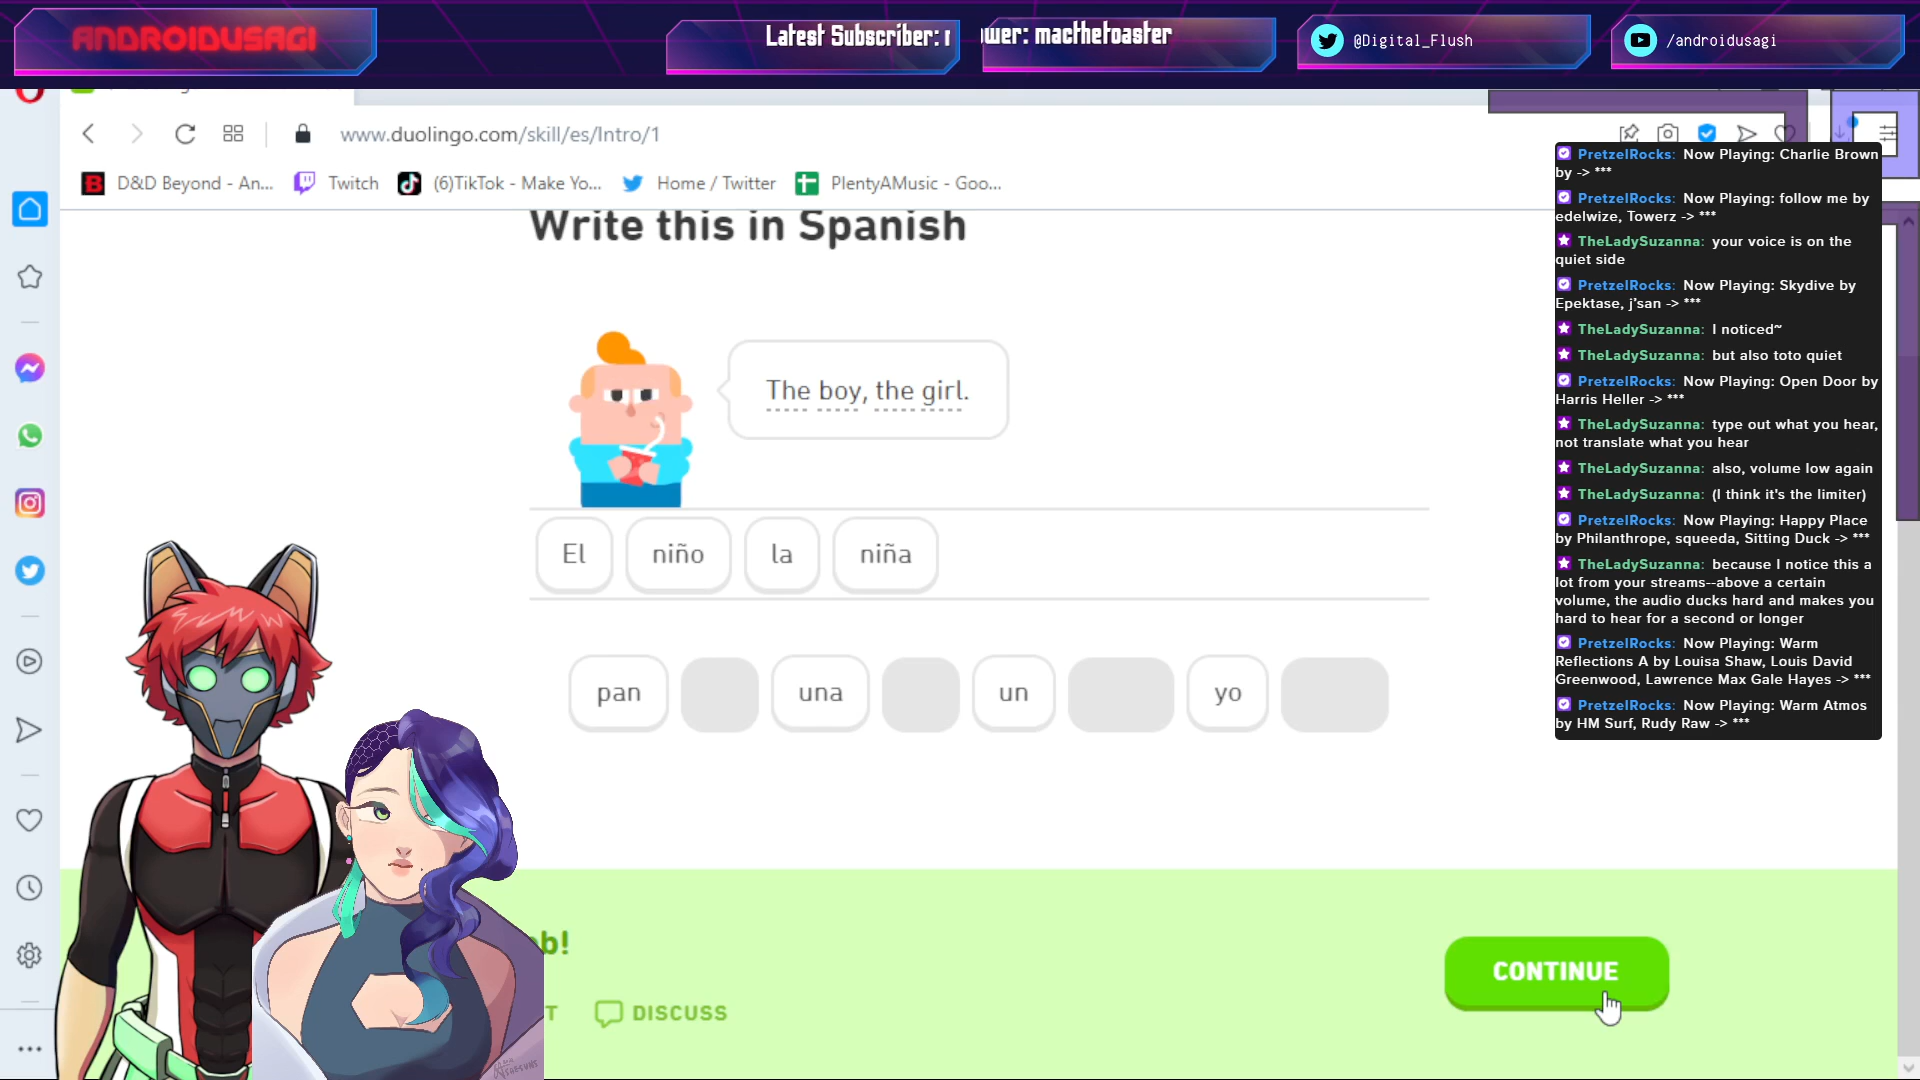 ANDROIDUSAGI
Latest Subscriber:
ower: macthetoaster
@Digital_Flush
/androidusagi
www.duolingo.com/skill/es/Intro/1
D&D Beyond - An...
Twitch
(6)TikTok - Make Yo...
Home / Twitter
PlentyAMusic - Goo...
Write this in Spanish
The boy, the girl.
El niño la niña
pan una un yo
ob!
T
DISCUSS
CONTINUE
PretzelRocks: Now Playing: Charlie Brown
by -> ***
PretzelRocks: Now Playing: follow me by
edelwize, Towerz -> ***
TheLadySuzanna: your voice is on the
quiet side
PretzelRocks: Now Playing: Skydive by
Epektase, j'san -> ***
TheLadySuzanna: I noticed~
TheLadySuzanna: but also toto quiet
PretzelRocks: Now Playing: Open Door by
Harris Heller -> ***
TheLadySuzanna: type out what you hear,
not translate what you hear
TheLadySuzanna: also, volume low again
TheLadySuzanna: (I think it's the limiter)
PretzelRocks: Now Playing: Happy Place
by Philanthrope, squeeda, Sitting Duck -> ***
TheLadySuzanna: because I notice this a
lot from your streams--above a certain
volume, the audio ducks hard and makes you
hard to hear for a second or longer
PretzelRocks: Now Playing: Warm
Reflections A by Louisa Shaw, Louis David
Greenwood, Lawrence Max Gale Hayes -> ***
PretzelRocks: Now Playing: Warm Atmos
by HM Surf, Rudy Raw -> ***